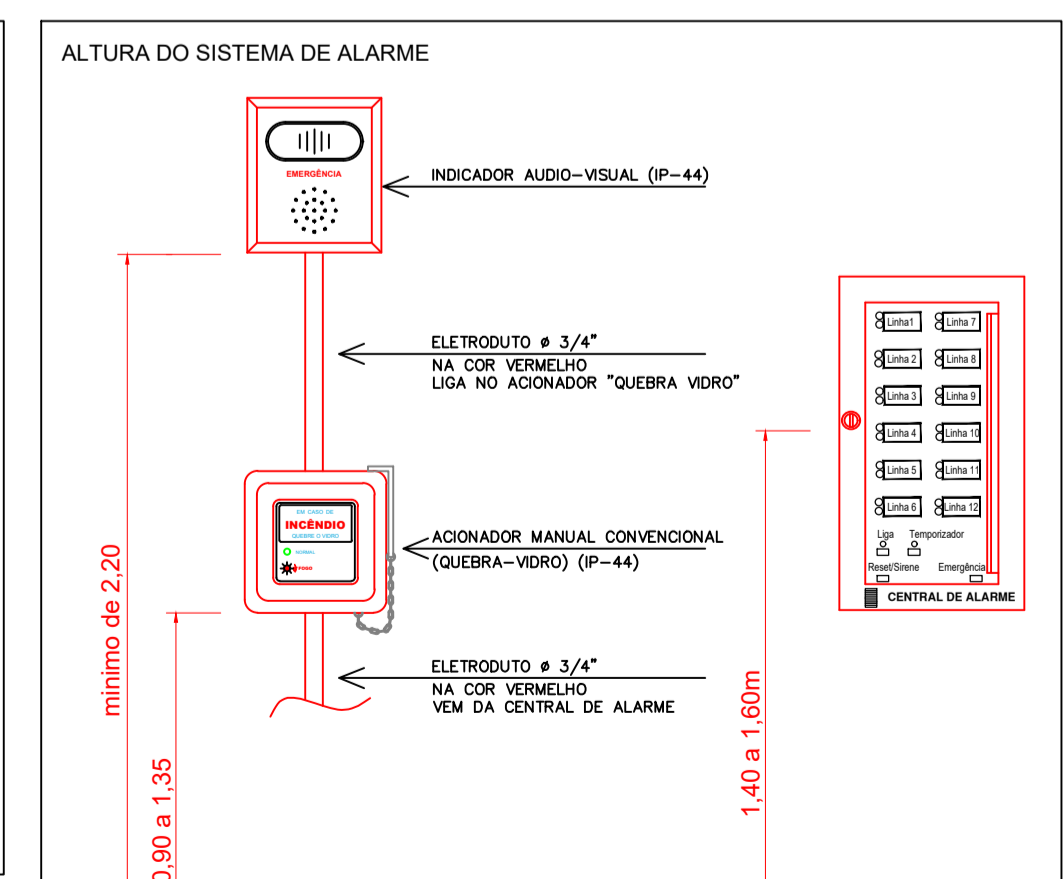 ALTURA DO SISTEMA DE ALARME
EMERGÊNCIA
INDICADOR AUDIO-VISUAL (IP-44)
ELETRODUTO ø 3/4"
NA COR VERMELHO
LIGA NO ACIONADOR "QUEBRA VIDRO"
EM CASO DE
INCÊNDIO
QUEBRE O VIDRO
NORMAL
FOGO
ACIONADOR MANUAL CONVENCIONAL
(QUEBRA-VIDRO) (IP-44)
ELETRODUTO ø 3/4"
NA COR VERMELHO
VEM DA CENTRAL DE ALARME
minimo de 2,20
0,90 a 1,35
1,40 a 1,60m
Linha1 Linha 7
Linha 2 Linha 8
Linha 3 Linha 9
Linha 4 Linha 10
Linha 5 Linha 11
Linha 6 Linha 12
Liga Temporizador
Reset/Sirene Emergência
CENTRAL DE ALARME